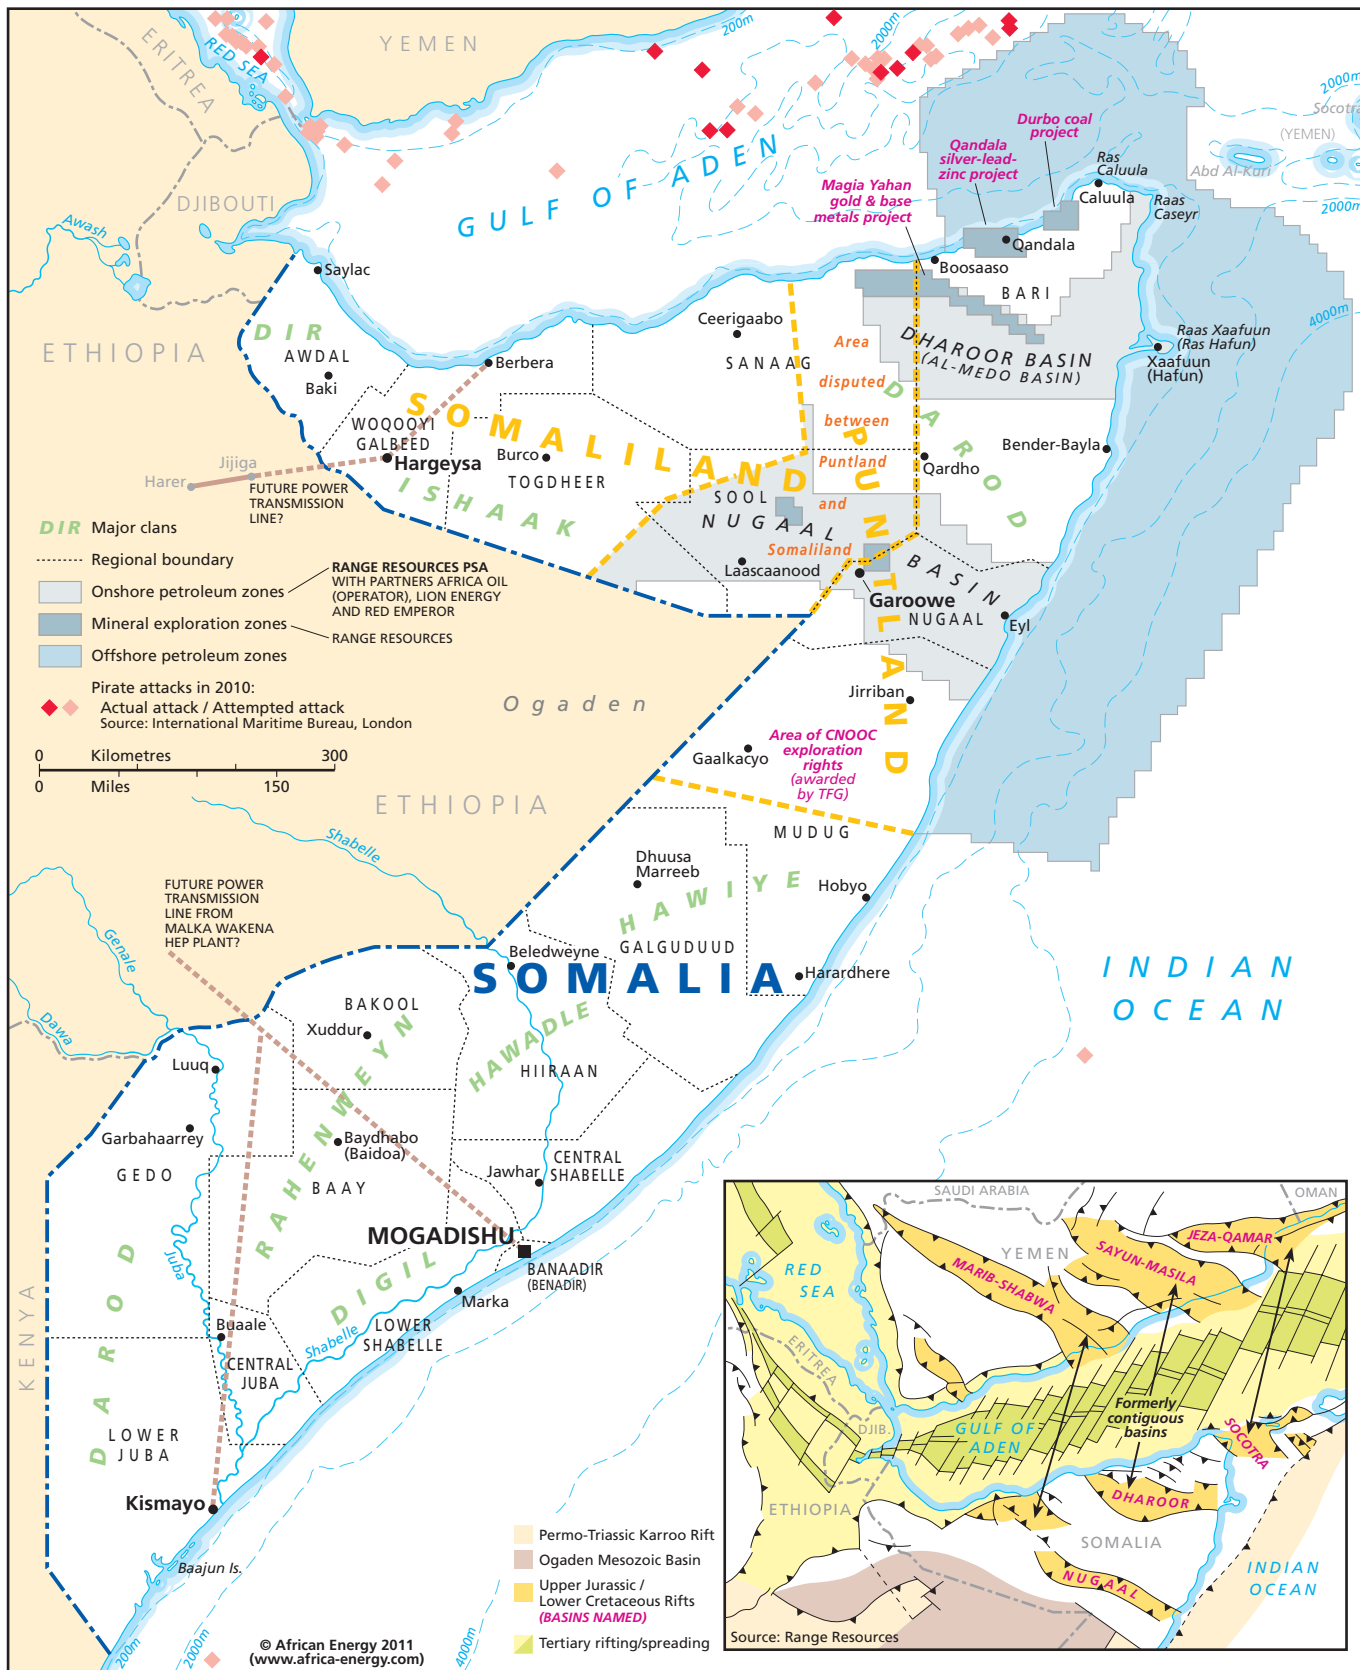 YEMEN
ERITREA
RED SEA
200m
2000m
2000m
Socotra
(YEMEN)
Abd Al-Kuri
2000m
Durbo coal
project
Qandala
silver-lead-
zinc project
Ras
Caluula
Caluula
Raas
Caseyr
Magia Yahan
gold & base
metals project
GULF OF ADEN
DJIBOUTI
Awash
Saylac
Qandala
Boosaaso
BARI
4000m
Raas Xaafuun
(Ras Hafun)
Xaafuun
(Hafun)
DHAROOR BASIN
(AL-MEDO BASIN)
Ceerigaabo
SANAAG
Area
disputed
between
Puntland
and
Somaliland
ETHIOPIA
DIR
AWDAL
Baki
Berbera
SOMALILAND
WOQOOYI
GALBEED
Hargeysa
Burco
TOGDHEER
ISHAAK
Jijiga
Harer
FUTURE POWER
TRANSMISSION
LINE?
DAROD
PUNTLAND
Bender-Bayla
Qardho
SOOL
NUGAAL
BASIN
Laascaanood
Garoowe
NUGAAL
Eyl
DIR Major clans
Regional boundary
Onshore petroleum zones
RANGE RESOURCES PSA
WITH PARTNERS AFRICA OIL
(OPERATOR), LION ENERGY
AND RED EMPEROR
Mineral exploration zones
RANGE RESOURCES
Offshore petroleum zones
Pirate attacks in 2010:
Actual attack / Attempted attack
Source: International Maritime Bureau, London
0 Kilometres 300
0 Miles 150
Ogaden
Jirriban
Gaalkacyo
Area of CNOOC
exploration
rights
(awarded
by TFG)
ETHIOPIA
MUDUG
Shabelle
Dhuusa
Marreeb
HAWIYE
Hobyo
GALGUDUUD
FUTURE POWER
TRANSMISSION
LINE FROM
MALKA WAKENA
HEP PLANT?
Genale
Dawa
Beledweyne
SOMALIA
Harardhere
INDIAN
OCEAN
BAKOOL
Xuddur
HAWADLE
HIIRAAN
Luuq
RAHENWEYN
Garbahaarrey
GEDO
Baydhabo
(Baidoa)
BAAY
Jawhar
CENTRAL
SHABELLE
MOGADISHU
BANAADIR
(BENADIR)
DIGIL
Juba
Marka
KENYA
DAROD
Buaale
Shabelle
LOWER
SHABELLE
CENTRAL
JUBA
LOWER
JUBA
Kismayo
Baajun Is.
200m
2000m
4000m
© African Energy 2011
(www.africa-energy.com)
Permo-Triassic Karroo Rift
Ogaden Mesozoic Basin
Upper Jurassic /
Lower Cretaceous Rifts
(BASINS NAMED)
Tertiary rifting/spreading
SAUDI ARABIA
OMAN
YEMEN
JEZA-QAMAR
SAYUN-MASILA
MARIB-SHABWA
RED
SEA
ERITREA
DJIB.
GULF OF
ADEN
Formerly
contiguous
basins
SOCOTRA
DHAROOR
ETHIOPIA
SOMALIA
NUGAAL
INDIAN
OCEAN
Source: Range Resources